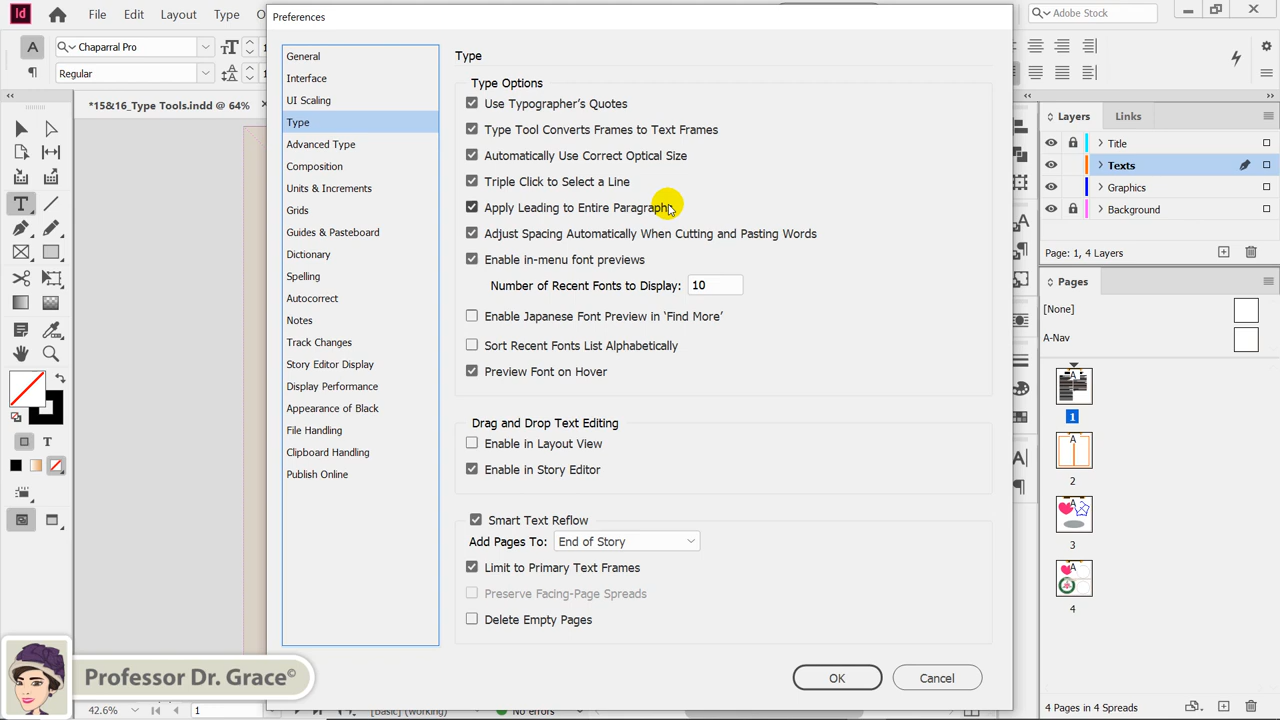 Id
File
Edit
Layout
Type
Preferences
Adobe Stock
A
Chaparral Pro
Regular
*15&16_Type Tools.indd @ 64%
General
Interface
UI Scaling
Type
Advanced Type
Composition
Units & Increments
Grids
Guides & Pasteboard
Dictionary
Spelling
Autocorrect
Notes
Track Changes
Story Editor Display
Display Performance
Appearance of Black
File Handling
Clipboard Handling
Publish Online
Type
Type Options
Use Typographer’s Quotes
Type Tool Converts Frames to Text Frames
Automatically Use Correct Optical Size
Triple Click to Select a Line
Apply Leading to Entire Paragraphs
Adjust Spacing Automatically When Cutting and Pasting Words
Enable in-menu font previews
Number of Recent Fonts to Display: 10
Enable Japanese Font Preview in ‘Find More’
Sort Recent Fonts List Alphabetically
Preview Font on Hover
Drag and Drop Text Editing
Enable in Layout View
Enable in Story Editor
Smart Text Reflow
Add Pages To: End of Story
Limit to Primary Text Frames
Preserve Facing-Page Spreads
Delete Empty Pages
OK
Cancel
Layers
Links
Title
Texts
Graphics
Background
Page: 1, 4 Layers
Pages
[None]
A-Nav
1
2
3
4
4 Pages in 4 Spreads
Professor Dr. Grace©
42.6%
1
[Basic] (working)
No errors